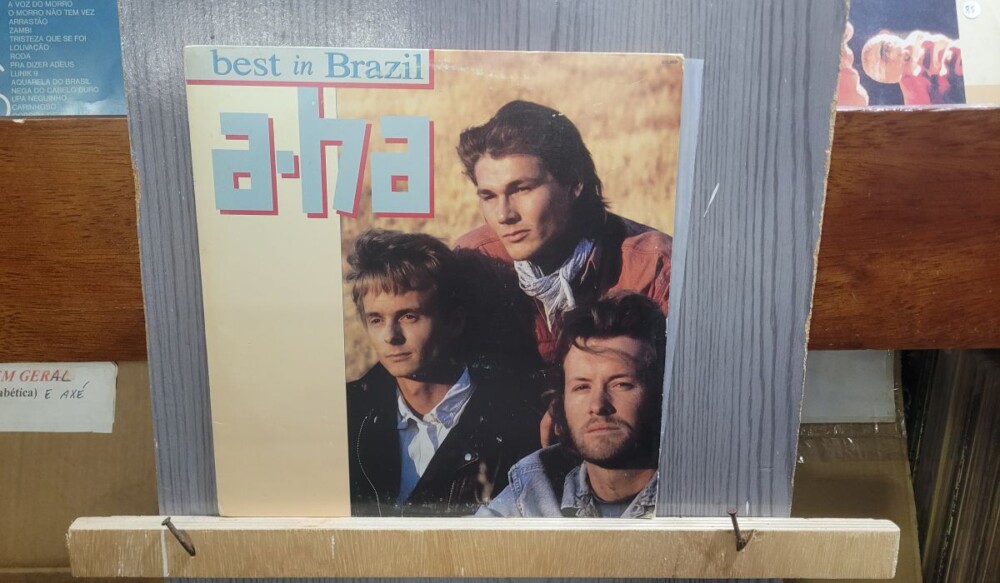 A VOZ DO MORRO
O MORRO NÃO TEM VEZ
ARRASTÃO
ZAMBI
TRISTEZA QUE SE FOI
LOUVAÇÃO
RODA
PRA DIZER ADEUS
LUNIK 9
AQUARELA DO BRASIL
NEGA DO CABELO DURO
UPA NEGUINHO
CARINHOSO
best in Brazil
a-ha
M GERAL
abética) E AXÉ